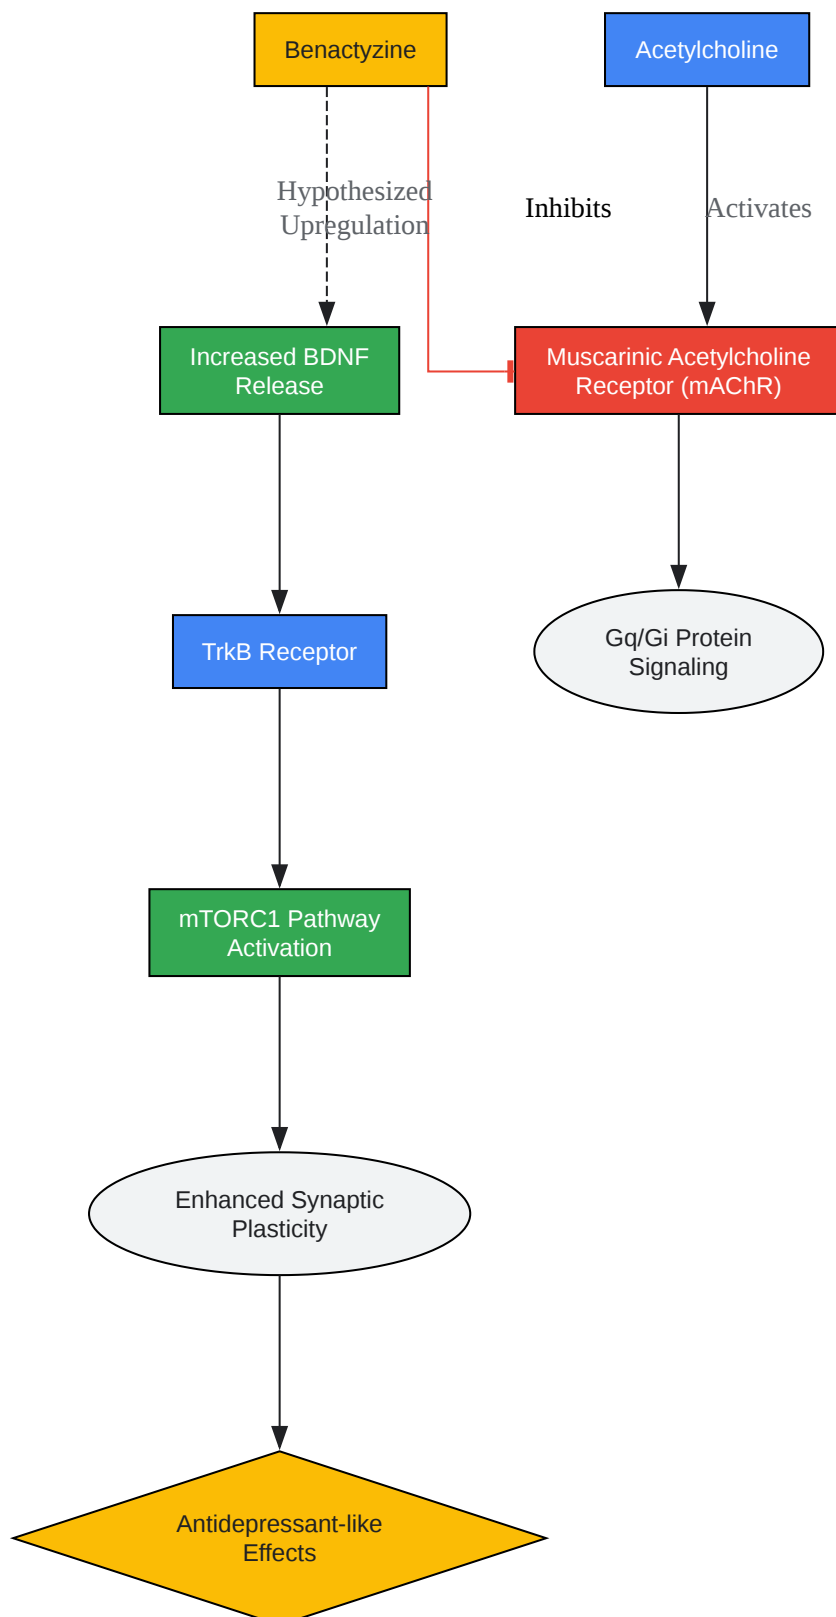 Benactyzine
Acetylcholine
Hypothesized
Upregulation
Inhibits
Activates
Increased BDNF
Release
Muscarinic Acetylcholine
Receptor (mAChR)
TrkB Receptor
Gq/Gi Protein
Signaling
mTORC1 Pathway
Activation
Enhanced Synaptic
Plasticity
Antidepressant-like
Effects